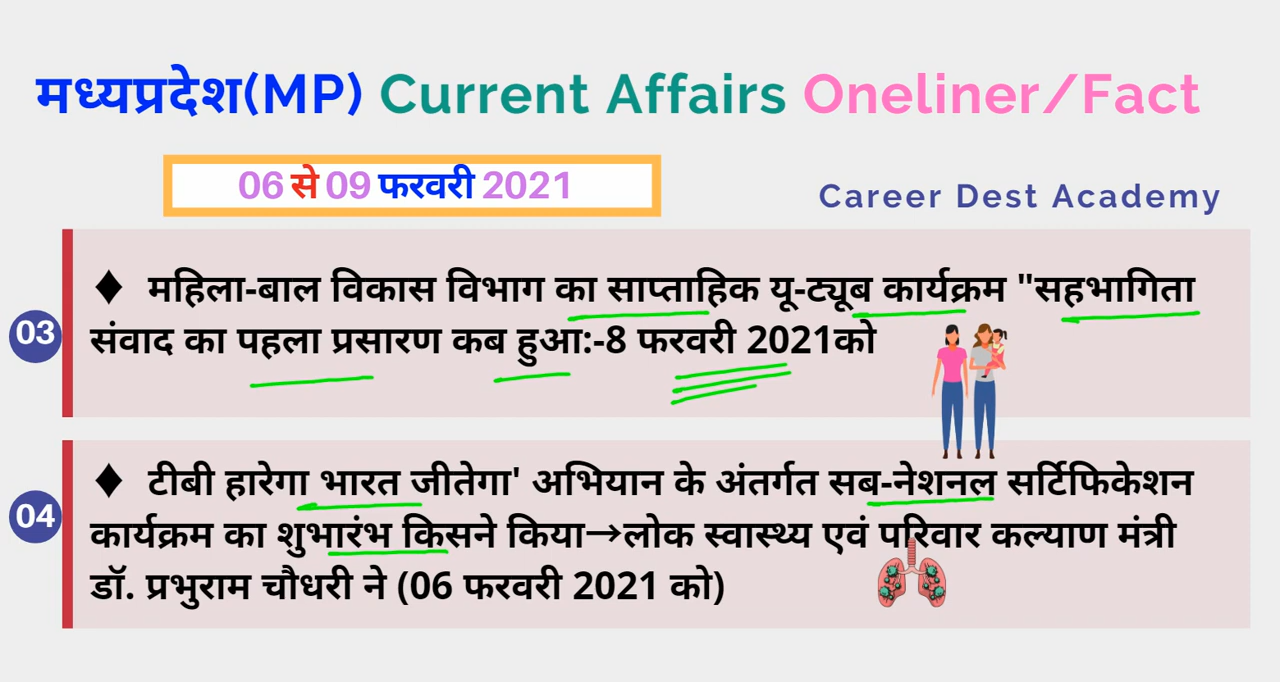 मध्यप्रदेश(MP) Current Affairs Oneliner/Fact
06 से 09 फरवरी 2021
Career Dest Academy
03
♦ महिला-बाल विकास विभाग का साप्ताहिक यू-ट्यूब कार्यक्रम "सहभागिता
संवाद का पहला प्रसारण कब हुआ:-8 फरवरी 2021को
04
♦ टीबी हारेगा भारत जीतेगा' अभियान के अंतर्गत सब-नेशनल सर्टिफिकेशन
कार्यक्रम का शुभारंभ किसने किया→लोक स्वास्थ्य एवं परिवार कल्याण मंत्री
डॉ. प्रभुराम चौधरी ने (06 फरवरी 2021 को)